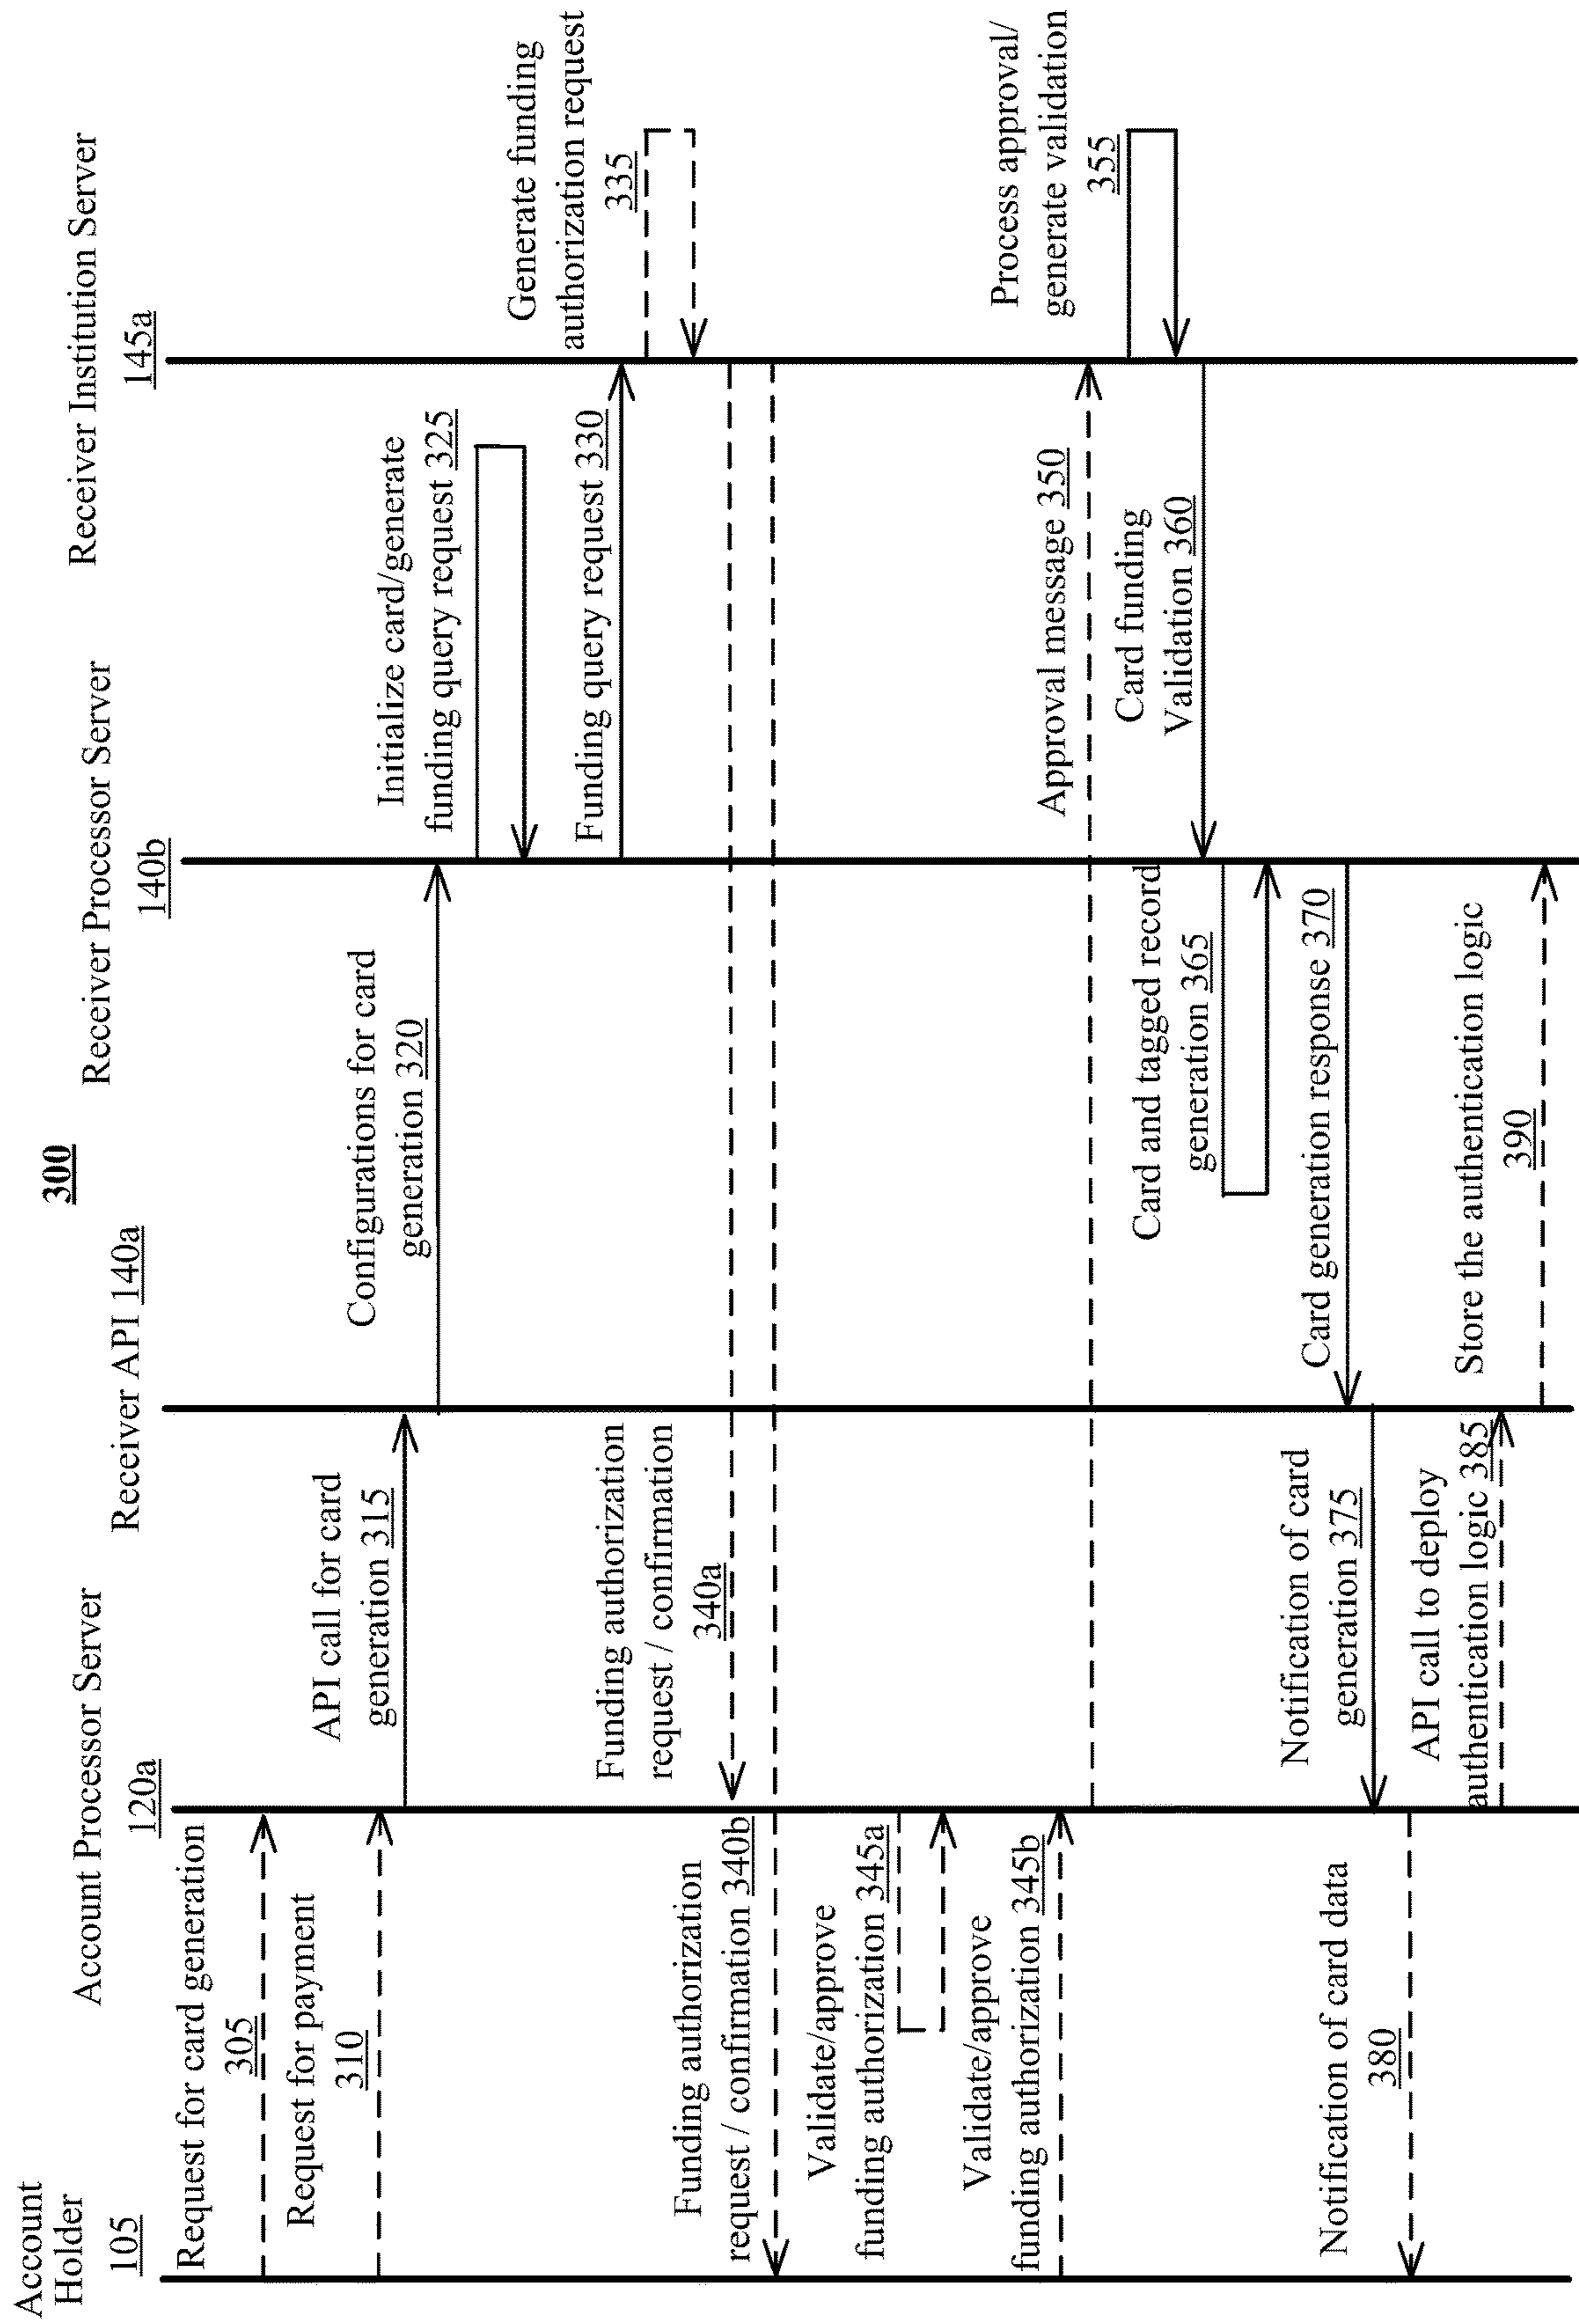 300
Account
Holder
105
Account Processor Server
120a
Receiver API 140a
Receiver Processor Server
140b
Receiver Institution Server
145a
Request for card generation
305
Request for payment
310
API call for card
generation 315
Configurations for card
generation 320
Initialize card/generate
funding query request 325
Funding query request 330
Generate funding
authorization request
335
Funding authorization
request / confirmation
340a
Funding authorization
request / confirmation 340b
Validate/approve
funding authorization 345a
Validate/approve
funding authorization 345b
Approval message 350
Process approval/
generate validation
355
Card funding
Validation 360
Card and tagged record
generation 365
Card generation response 370
Notification of card
generation 375
Notification of card data
380
API call to deploy
authentication logic 385
Store the authentication logic
390